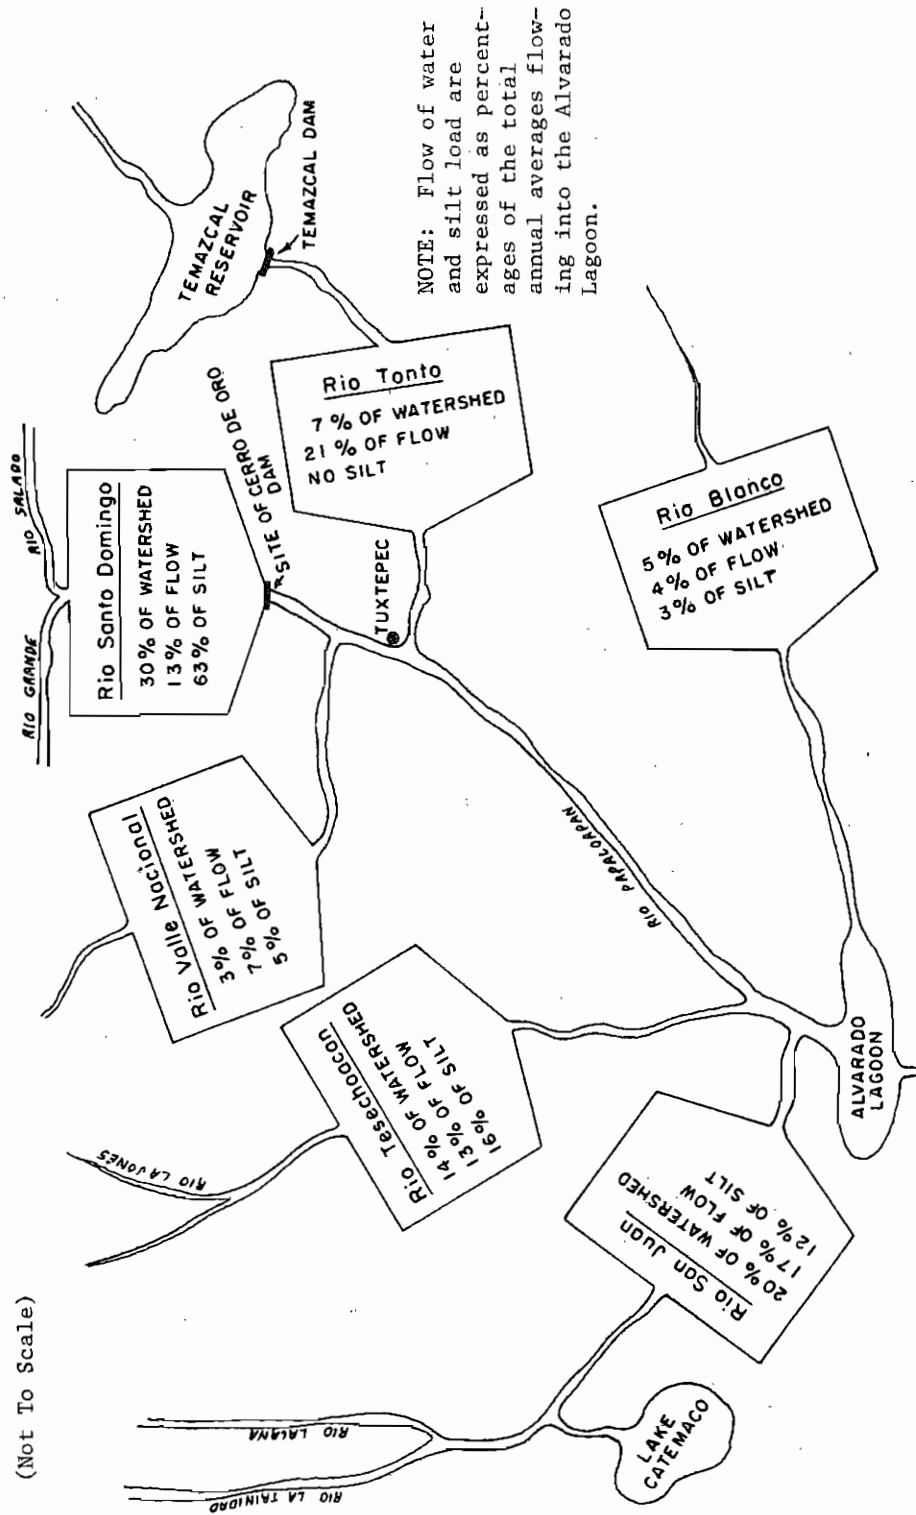 (Not To Scale)
RIO GRANDE
RIO SALADO
Rio Santo Domingo
30% OF WATERSHED
13% OF FLOW
63% OF SILT
SITE OF CERRO DE ORO
DAM
TEMAZCAL
RESERVOIR
TEMAZCAL DAM
Rio Tonto
7% OF WATERSHED
21% OF FLOW
NO SILT
TUXTEPEC
NOTE: Flow of water
and silt load are
expressed as percent-
ages of the total
annual averages flow-
ing into the Alvarado
Lagoon.
Rio Valle Nacional
3% OF WATERSHED
7% OF FLOW
5% OF SILT
RIO LAJONES
Rio Tesechoacan
14% OF WATERSHED
13% OF FLOW
16% OF SILT
RIO PAPALOAPAN
Rio Blanco
5% OF WATERSHED
4% OF FLOW
3% OF SILT
RIO LA TRINIDAD
RIO LALANA
LAKE
CATEMACO
Rio San Juan
20% OF WATERSHED
17% OF FLOW
12% OF SILT
ALVARADO
LAGOON